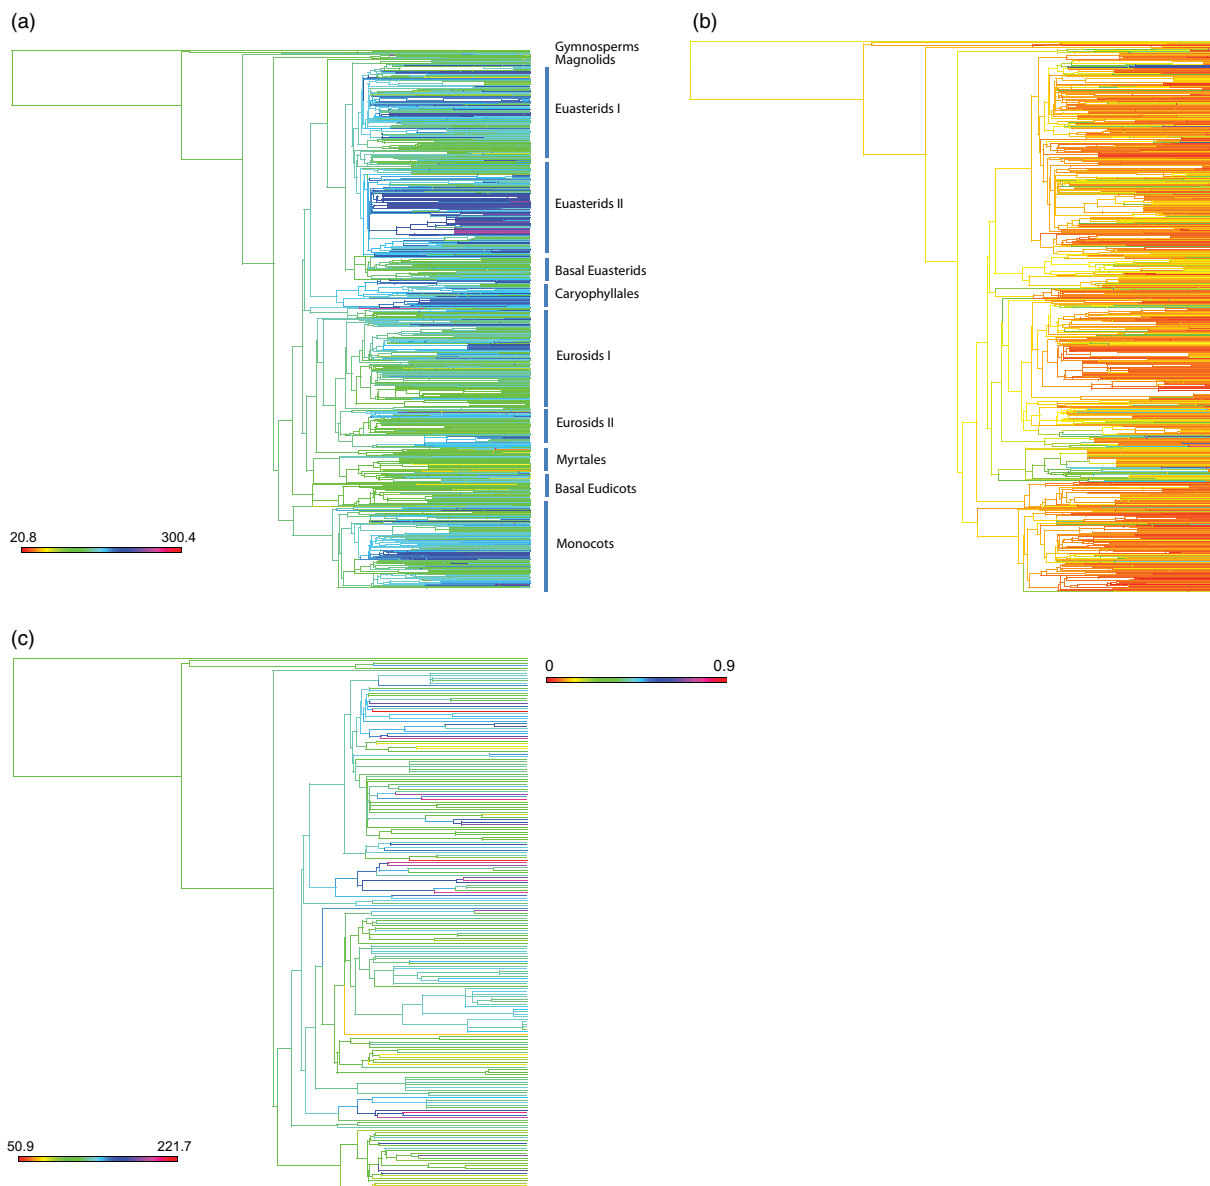 (a)
(b)
Gymnosperms
Magnolids
Euasterids I
Euasterids II
Basal Euasterids
Caryophyllales
Eurosids I
Eurosids II
Myrtales
Basal Eudicots
Monocots
20.8 300.4
(c)
0 0.9
50.9 221.7